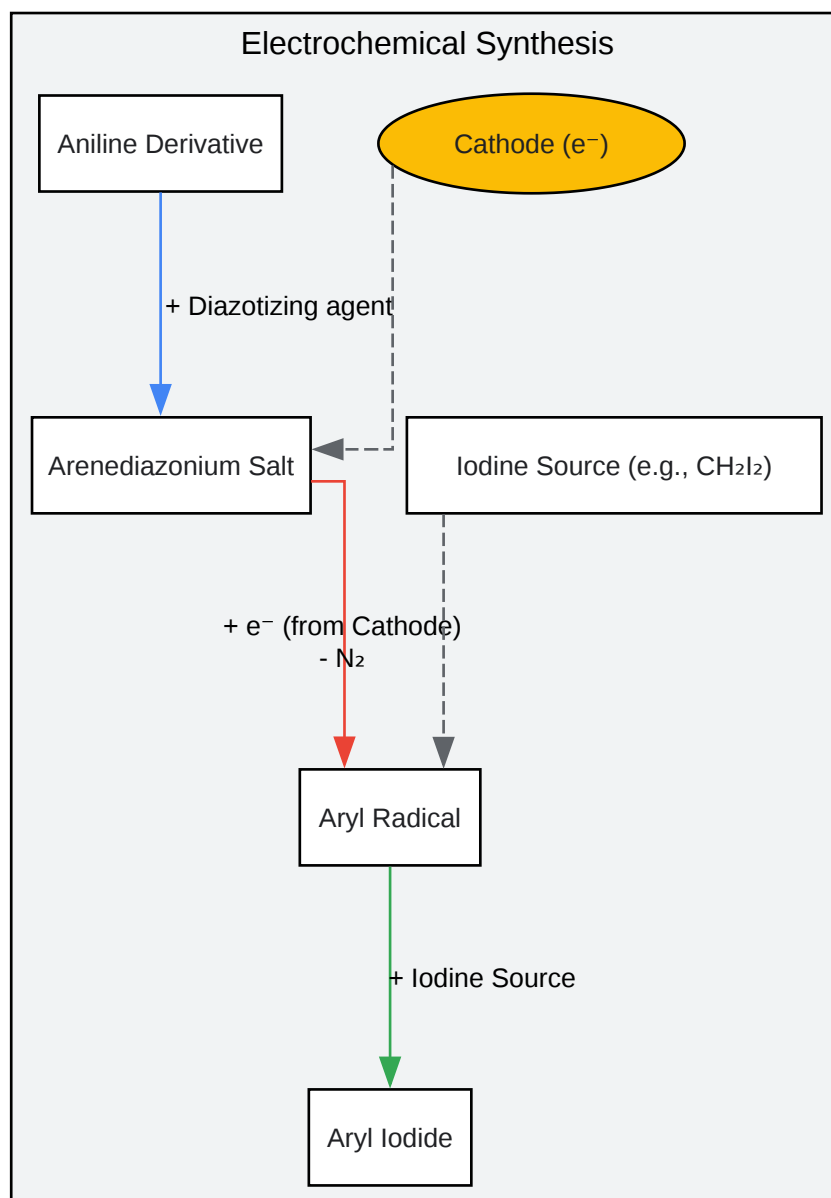 Electrochemical Synthesis
Aniline Derivative
Cathode (e⁻)
+ Diazotizing agent
Arenediazonium Salt
Iodine Source (e.g., CH₂I₂)
+ e⁻ (from Cathode)
- N₂
Aryl Radical
+ Iodine Source
Aryl Iodide